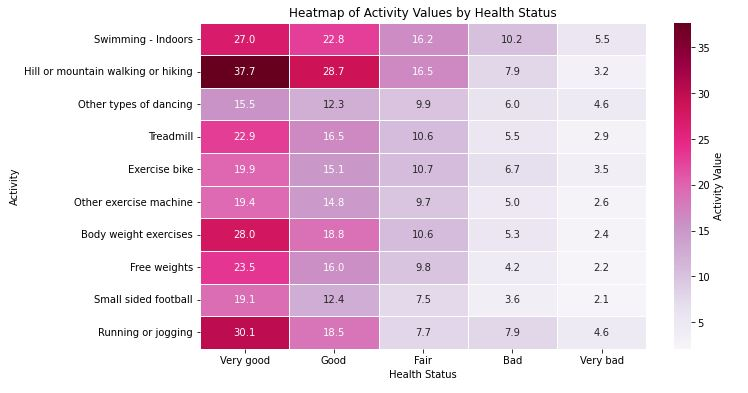 Heatmap of Activity Values by Health Status
Swimming - Indoors 27.0 22.8 16.2 10.2 5.5
Hill or mountain walking or hiking 37.7 28.7 16.5 7.9 3.2
Other types of dancing 15.5 12.3 9.9 6.0 4.6
Treadmill 22.9 16.5 10.6 5.5 2.9
Exercise bike 19.9 15.1 10.7 6.7 3.5
Other exercise machine 19.4 14.8 9.7 5.0 2.6
Body weight exercises 28.0 18.8 10.6 5.3 2.4
Free weights 23.5 16.0 9.8 4.2 2.2
Small sided football 19.1 12.4 7.5 3.6 2.1
Running or jogging 30.1 18.5 7.7 7.9 4.6
Very good Good Fair Bad Very bad
Health Status
Activity
35
30
25
20
15
10
5
Activity Value